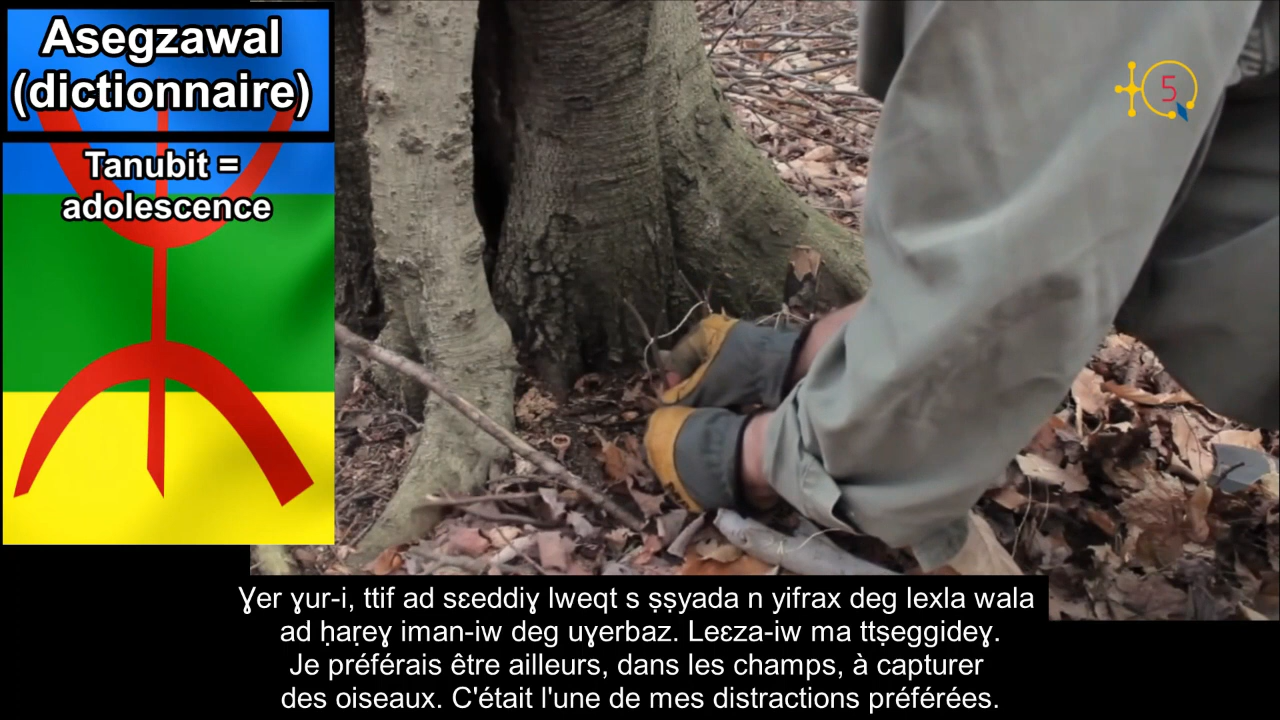 Asegzawal
(dictionnaire)
Tanubit =
adolescence
5
Ɣer ɣur-i, ttif ad sɛeddiɣ lweqt s ṣṣyada n yifrax deg lexla wala
ad ḥaṛeɣ iman-iw deg uɣerbaz. Leɛza-iw ma ttṣeggideɣ.
Je préférais être ailleurs, dans les champs, à capturer
des oiseaux. C'était l'une de mes distractions préférées.